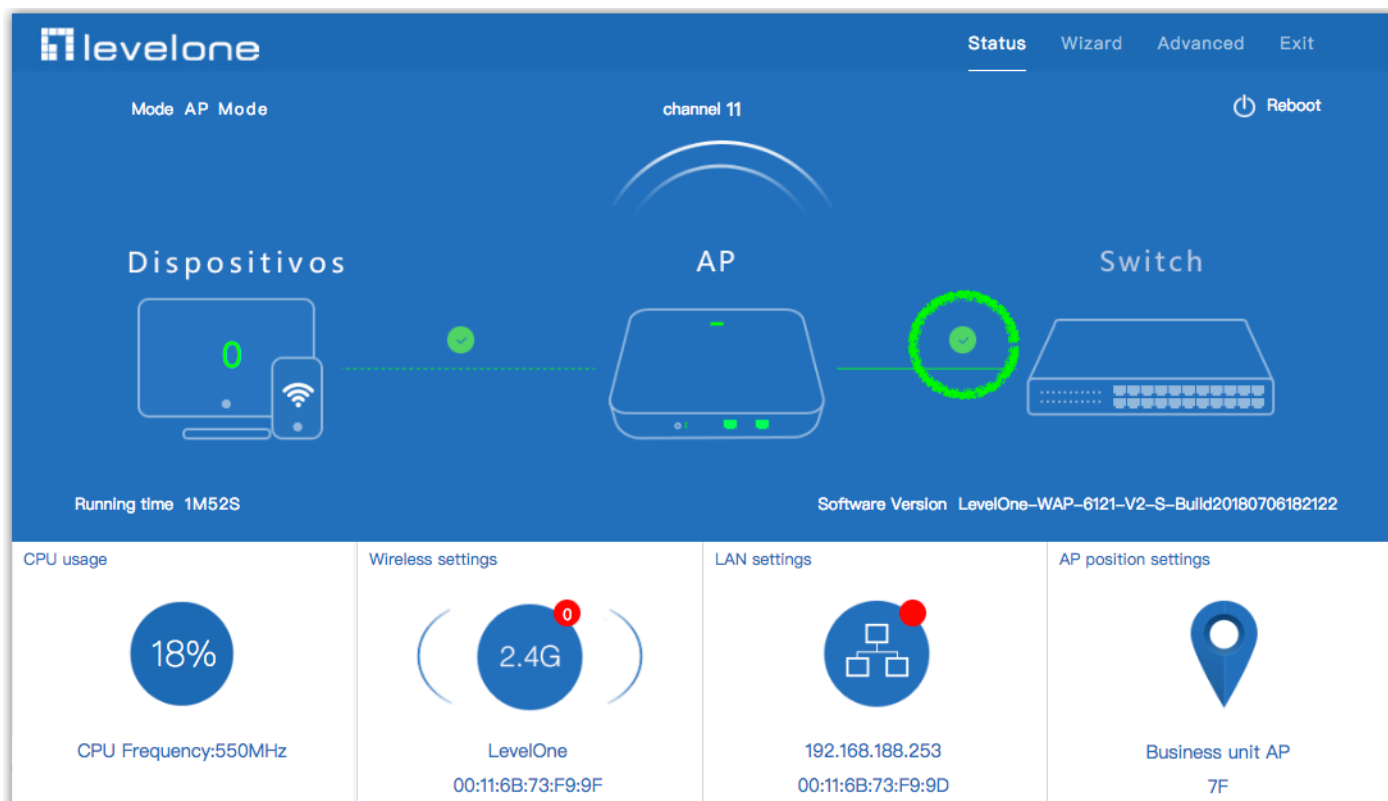 levelone
Status Wizard Advanced Exit
Mode AP Mode
channel 11
Reboot
Dispositivos
AP
Switch
0
Running time 1M52S
Software Version LevelOne-WAP-6121-V2-S-Build20180706182122
CPU usage
18%
CPU Frequency:550MHz
Wireless settings
0
2.4G
LevelOne
00:11:6B:73:F9:9F
LAN settings
192.168.188.253
00:11:6B:73:F9:9D
AP position settings
Business unit AP
7F